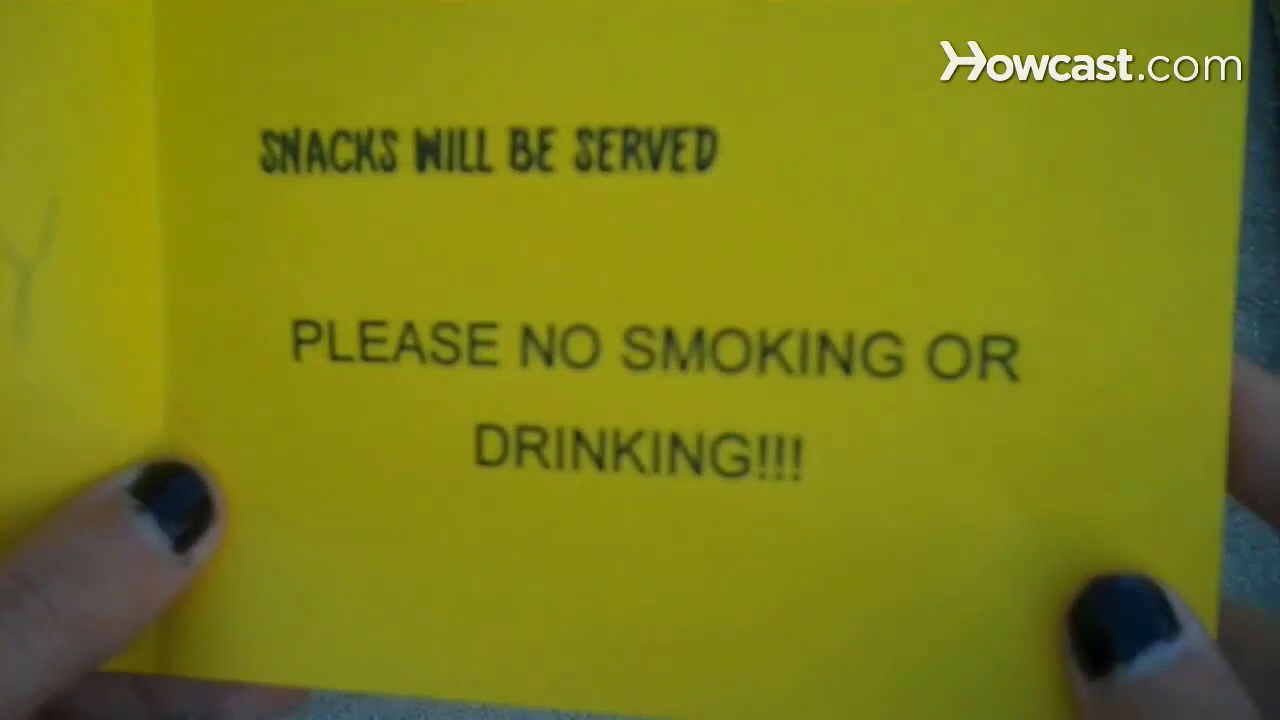 Howcast.com
SNACKS WILL BE SERVED
PLEASE NO SMOKING OR
DRINKING!!!
Y